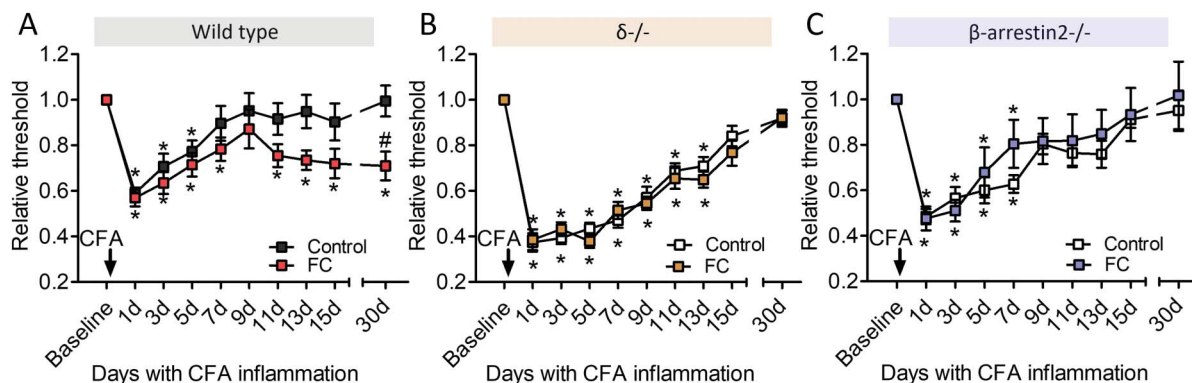 A
Wild type
Relative threshold
1.2
1.0
0.8
0.6
0.4
0.2
* * * * * * * * * * #
*
CFA
Control
FC
Baseline 1d 3d 5d 7d 9d 11d 13d 15d 30d
Days with CFA inflammation
B
δ-/-
Relative threshold
1.2
1.0
0.8
0.6
0.4
0.2
* * * * * * *
* * * * * * *
CFA
Control
FC
Baseline 1d 3d 5d 7d 9d 11d 13d 15d 30d
Days with CFA inflammation
C
β-arrestin2-/-
Relative threshold
1.2
1.0
0.8
0.6
0.4
0.2
* * * *
* * * *
CFA
Control
FC
Baseline 1d 3d 5d 7d 9d 11d 13d 15d 30d
Days with CFA inflammation